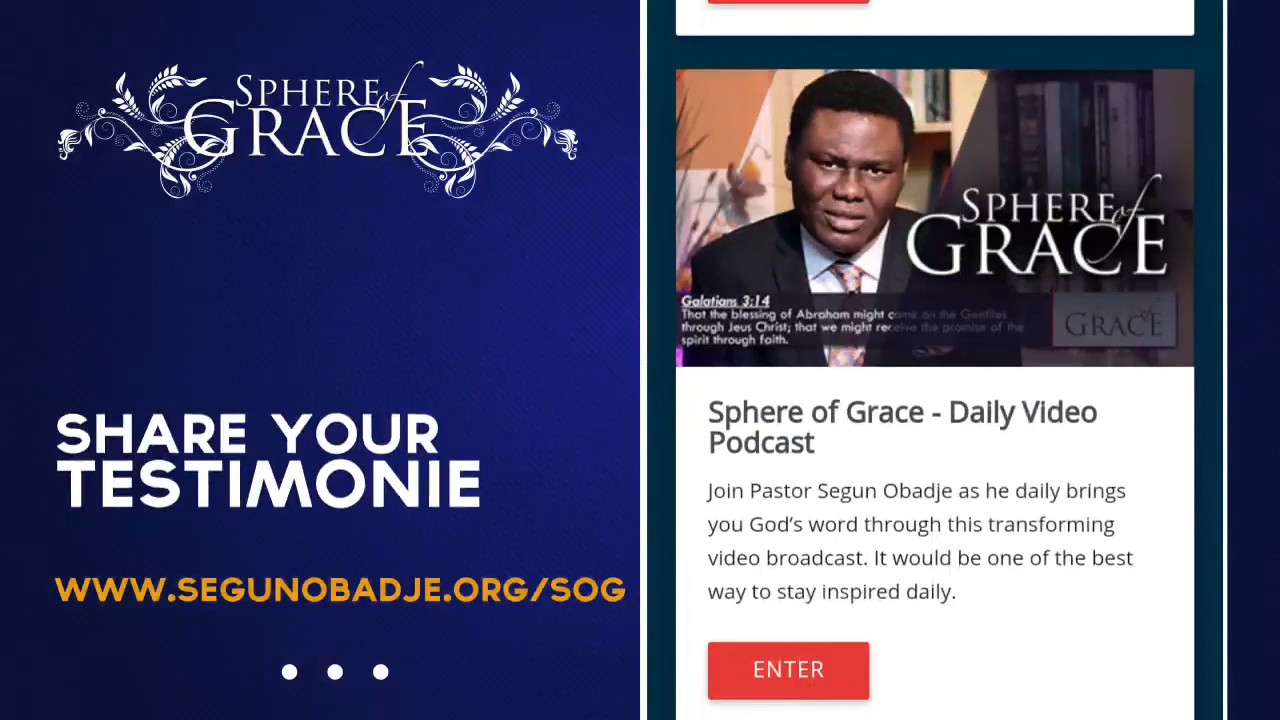 SPHERE of
GRACE
SHARE YOUR
TESTIMONIE
WWW.SEGUNOBADJE.ORG/SOG
SPHERE of
GRACE
Galatians 3:14
That the blessing of Abraham might come on the Gentiles
through Jeus Christ; that we might receive the promise of the
spirit through faith.
of
GRACE
Sphere of Grace - Daily Video
Podcast
Join Pastor Segun Obadje as he daily brings
you God’s word through this transforming
video broadcast. It would be one of the best
way to stay inspired daily.
ENTER